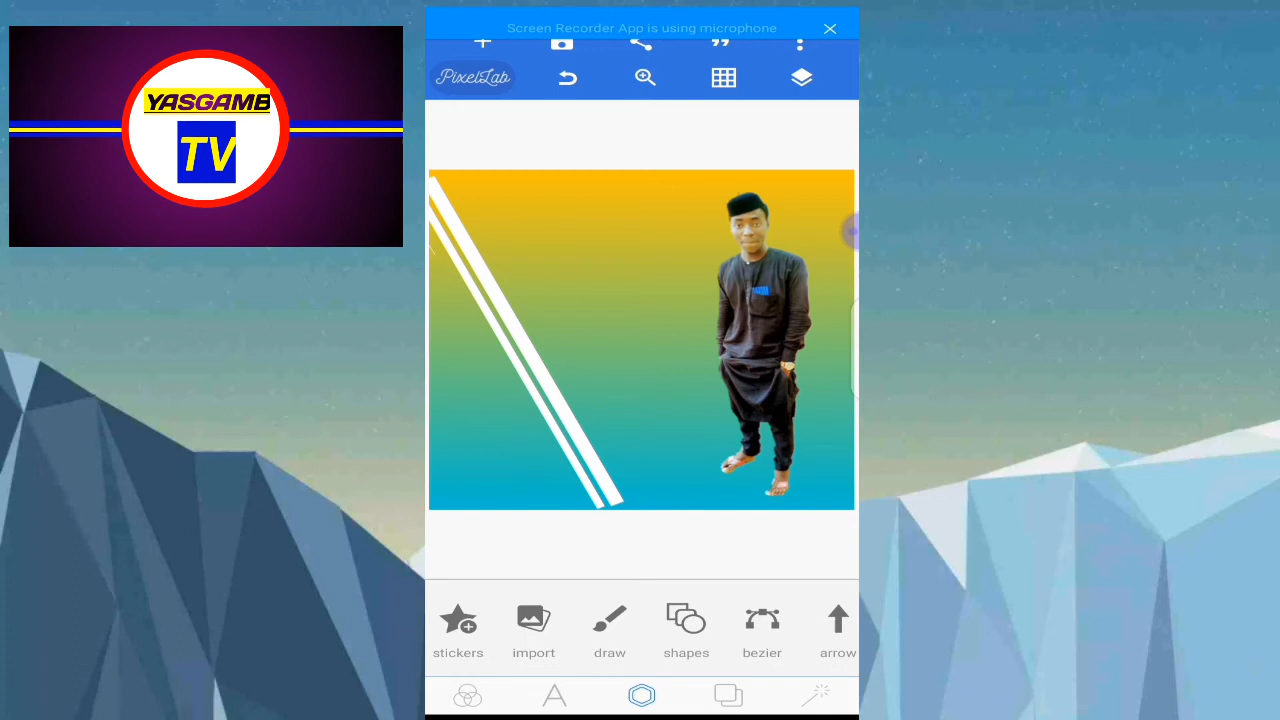 Screen Recorder App is using microphone
PixelLab
YASGAMB
TV
stickers
import
draw
shapes
bezier
arrow